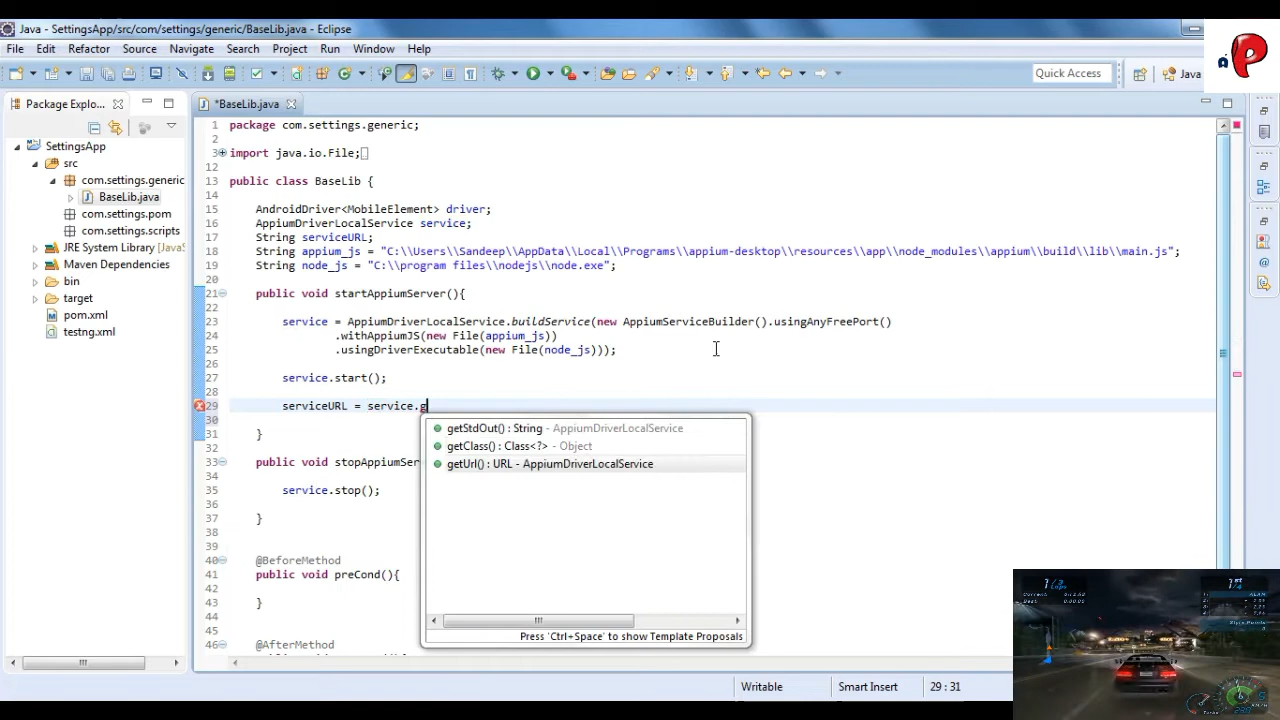 Java - SettingsApp/src/com/settings/generic/BaseLib.java - Eclipse
File Edit Refactor Source Navigate Search Project Run Window Help
Quick Access
Java
Package Explo...
*BaseLib.java
SettingsApp
src
com.settings.generic
BaseLib.java
com.settings.pom
com.settings.scripts
JRE System Library [JavaS
Maven Dependencies
bin
target
pom.xml
testng.xml
1 package com.settings.generic;
2
3 import java.io.File;
12
13 public class BaseLib {
14
15 AndroidDriver<MobileElement> driver;
16 AppiumDriverLocalService service;
17 String serviceURL;
18 String appium_js = "C:\\Users\\Sandeep\\AppData\\Local\\Programs\\appium-desktop\\resources\\app\\node_modules\\appium\\build\\lib\\main.js";
19 String node_js = "C:\\program files\\nodejs\\node.exe";
20
21 public void startAppiumServer(){
22
23 service = AppiumDriverLocalService.buildService(new AppiumServiceBuilder().usingAnyFreePort()
24 .withAppiumJS(new File(appium_js))
25 .usingDriverExecutable(new File(node_js)));
26
27 service.start();
28
29 serviceURL = service.g
30
31 }
32
33 public void stopAppiumSer
34
35 service.stop();
36
37 }
38
39
40 @BeforeMethod
41 public void preCond(){
42
43 }
44
45
46 @AfterMethod
getStdOut() : String - AppiumDriverLocalService
getClass() : Class<?> - Object
getUrl() : URL - AppiumDriverLocalService
Press 'Ctrl+Space' to show Template Proposals
Writable
Smart Insert
29 : 31